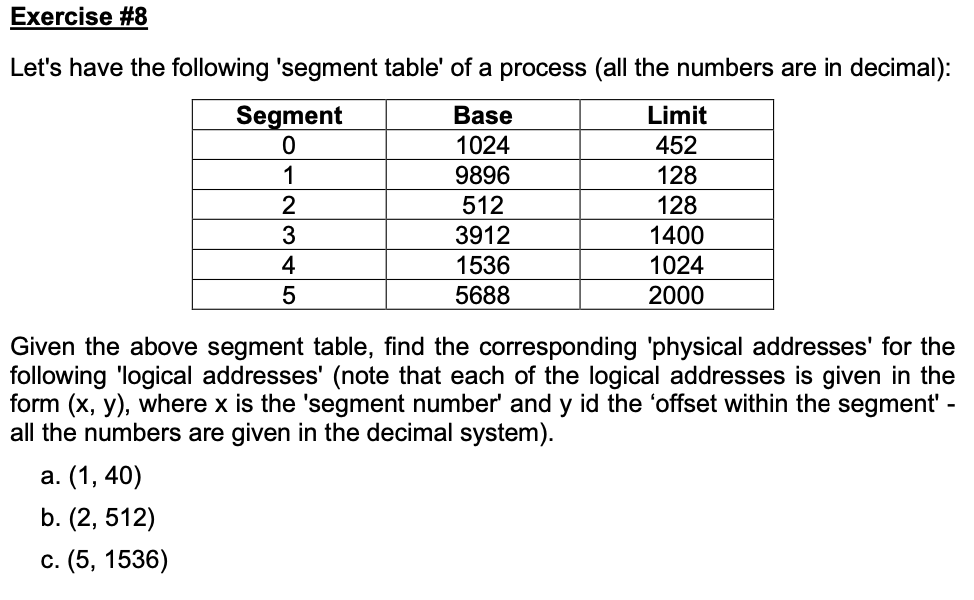 Exercise #8
Let's have the following 'segment table' of a process (all the numbers are in decimal):
Segment Base Limit
0 1024 452
1 9896 128
2 512 128
3 3912 1400
4 1536 1024
5 5688 2000
Given the above segment table, find the corresponding 'physical addresses' for the
following 'logical addresses' (note that each of the logical addresses is given in the
form (x, y), where x is the 'segment number' and y id the ‘offset within the segment' -
all the numbers are given in the decimal system).
a. (1, 40)
b. (2, 512)
c. (5, 1536)